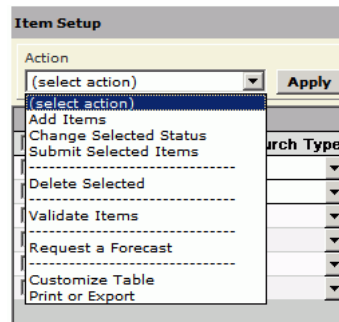 Item Setup
Action
(select action)
Apply
(select action)
Add Items
Change Selected Status
Submit Selected Items
--------------------
Delete Selected
--------------------
Validate Items
--------------------
Request a Forecast
--------------------
Customize Table
Print or Export
urch Type